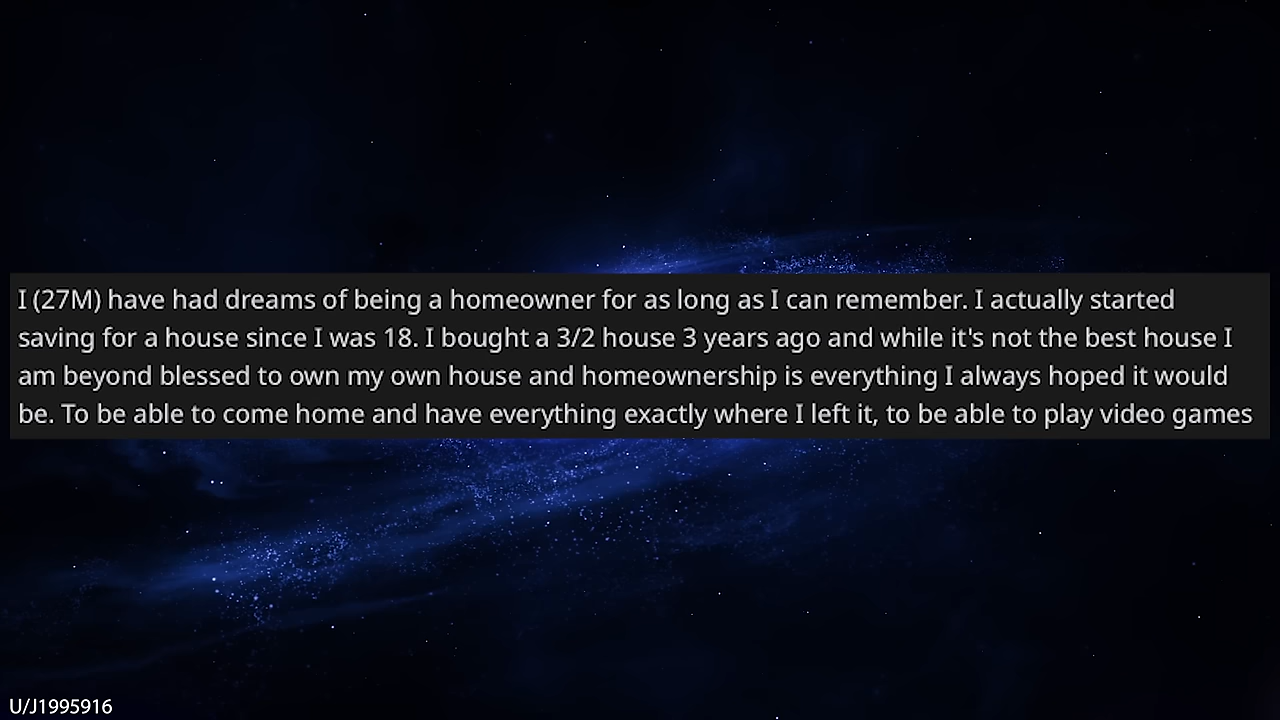 I (27M) have had dreams of being a homeowner for as long as I can remember. I actually started
saving for a house since I was 18. I bought a 3/2 house 3 years ago and while it's not the best house I
am beyond blessed to own my own house and homeownership is everything I always hoped it would
be. To be able to come home and have everything exactly where I left it, to be able to play video games
U/J1995916